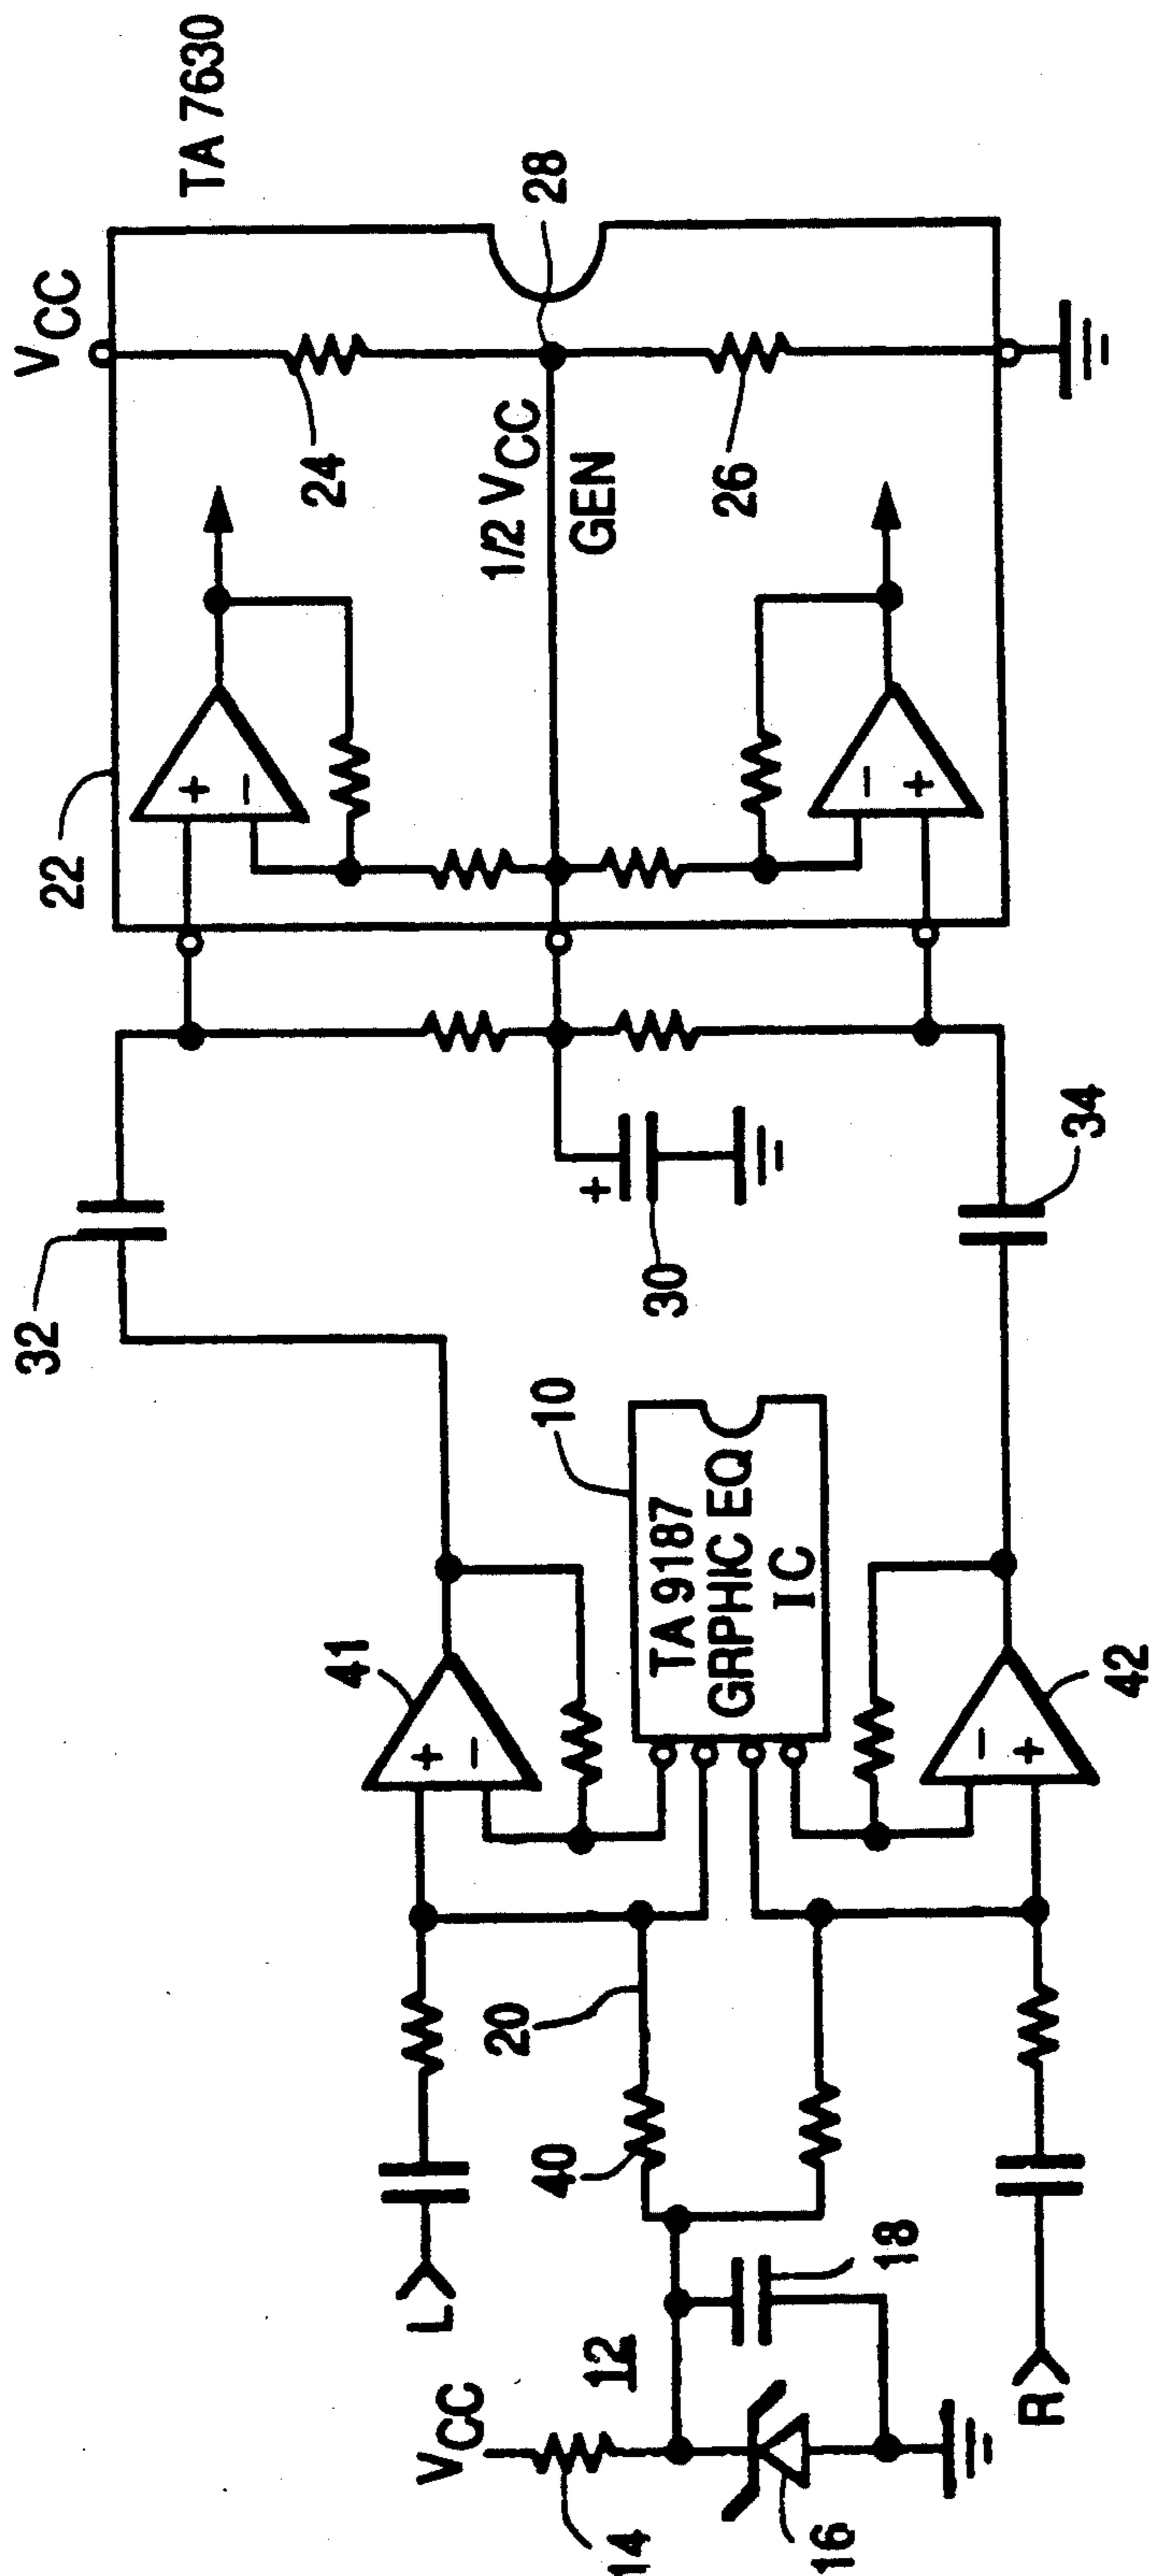 TA 7630
VCC
28
22
24
1/2 VCC
GEN
26
32
30
34
41
10
TA 9187
GRPHIC EQ
IC
42
L
20
40
12
18
VCC
14
16
R
+
−
−
+
+
+
−
−
+